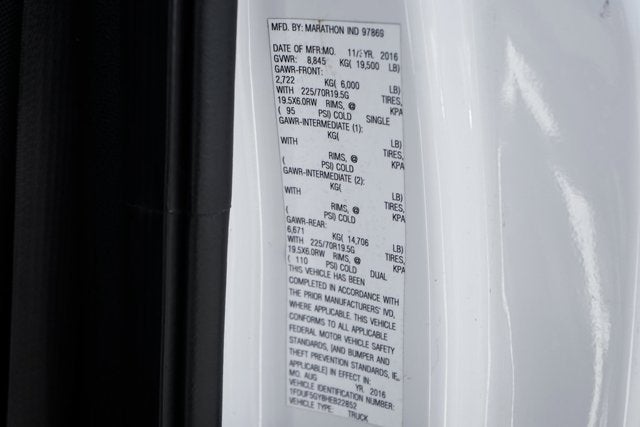 MFD. BY: MARATHON IND 97869
DATE OF MFR:MO. 11/ YR. 2016
GVWR: 8,845 KG( 19,500 LB)
GAWR-FRONT:
2,722 KG( 6,000 LB)
WITH 225/70R19.5G TIRES,
19.5X6.0RW RIMS, @ KPA
( 95 PSI) COLD SINGLE
GAWR-INTERMEDIATE (1):
KG( LB)
WITH TIRES,
RIMS, @ KPA
( PSI) COLD
GAWR-INTERMEDIATE (2):
KG( LB)
WITH TIRES,
RIMS, @ KPA
( PSI) COLD
GAWR-REAR:
6,671 KG( 14,706 LB)
WITH 225/70R19.5G TIRES,
19.5X6.0RW RIMS, @ KPA
( 110 PSI) COLD DUAL
THIS VEHICLE HAS BEEN
COMPLETED IN ACCORDANCE WITH
THE PRIOR MANUFACTURERS' IVD,
WHERE APPLICABLE. THIS VEHICLE
CONFORMS TO ALL APPLICABLE
FEDERAL MOTOR VEHICLE SAFETY
STANDARDS, [AND BUMPER AND
THEFT PREVENTION STANDARDS, IF
APPLICABLE] IN EFFECT IN:
MO. AUG YR. 2016
VEHICLE IDENTIFICATION NUMBER:
1FDUF5GY8HEB22852
VEHICLE TYPE: TRUCK